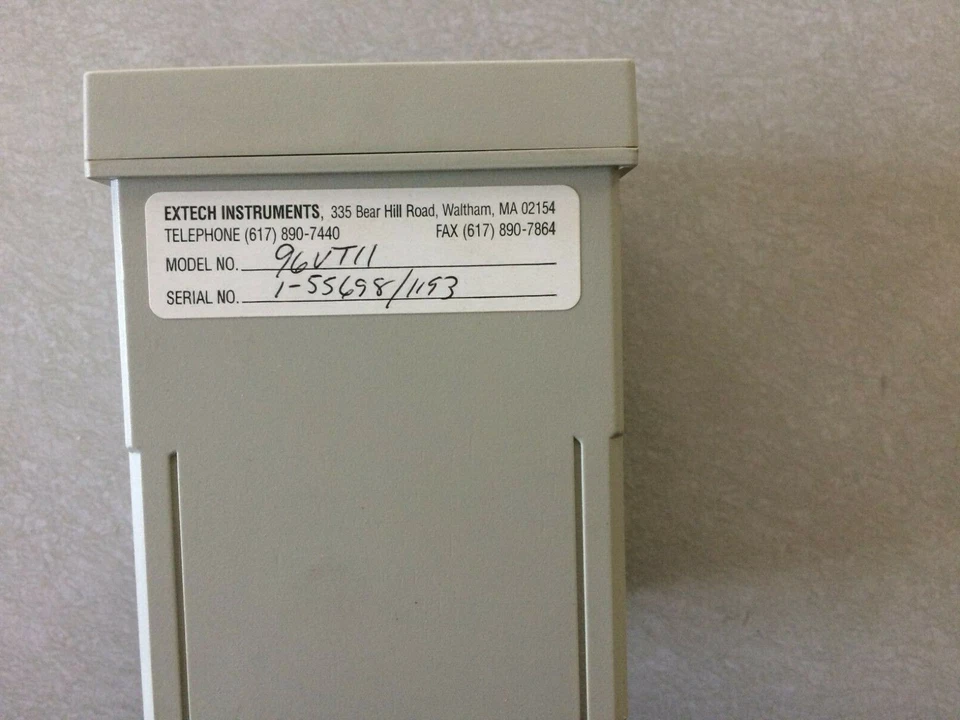 EXTECH INSTRUMENTS, 335 Bear Hill Road, Waltham, MA 02154
TELEPHONE (617) 890-7440 FAX (617) 890-7864
MODEL NO. 96VT11
SERIAL NO. 1-55698/1193